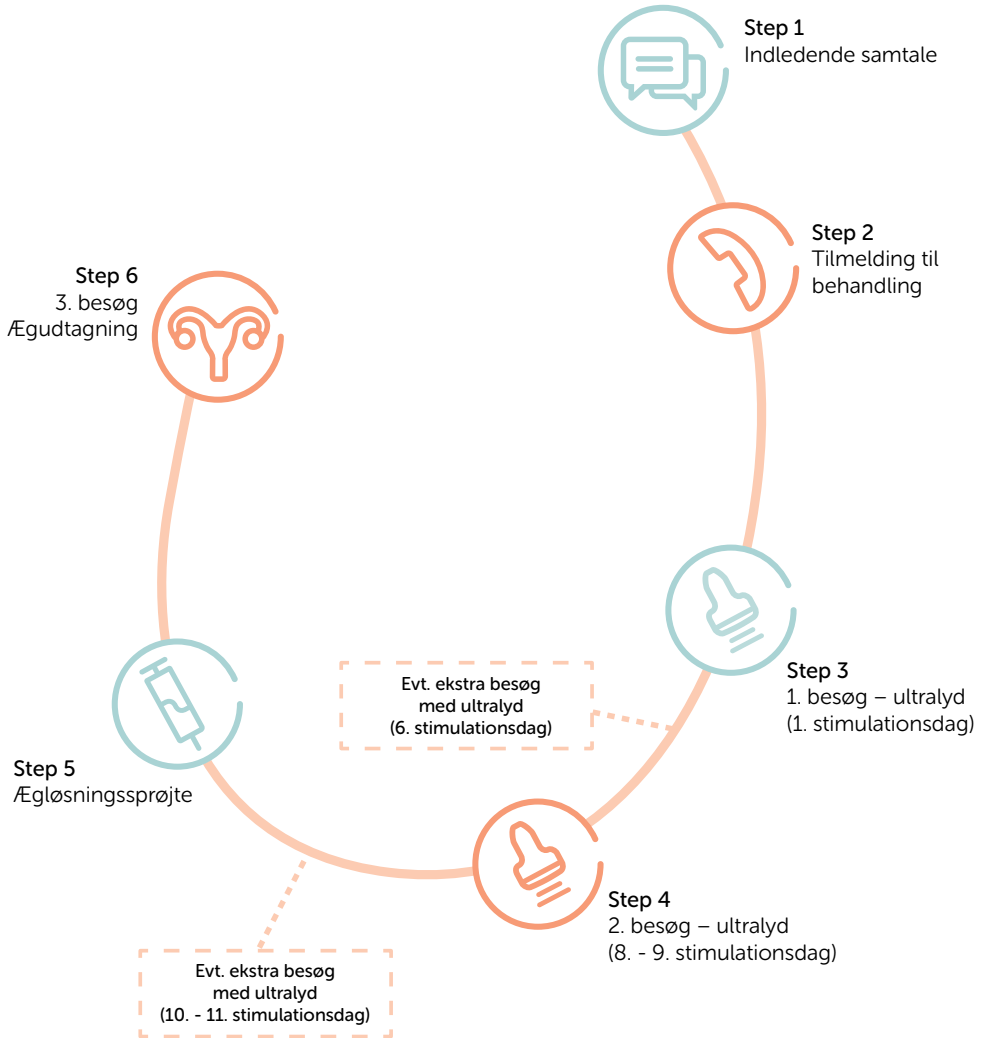 Step 1
Indledende samtale
Step 2
Tilmelding til
behandling
Step 3
1. besøg – ultralyd
(1. stimulationsdag)
Evt. ekstra besøg
med ultralyd
(6. stimulationsdag)
Step 4
2. besøg – ultralyd
(8. - 9. stimulationsdag)
Evt. ekstra besøg
med ultralyd
(10. - 11. stimulationsdag)
Step 5
Ægløsningssprøjte
Step 6
3. besøg
Ægudtagning